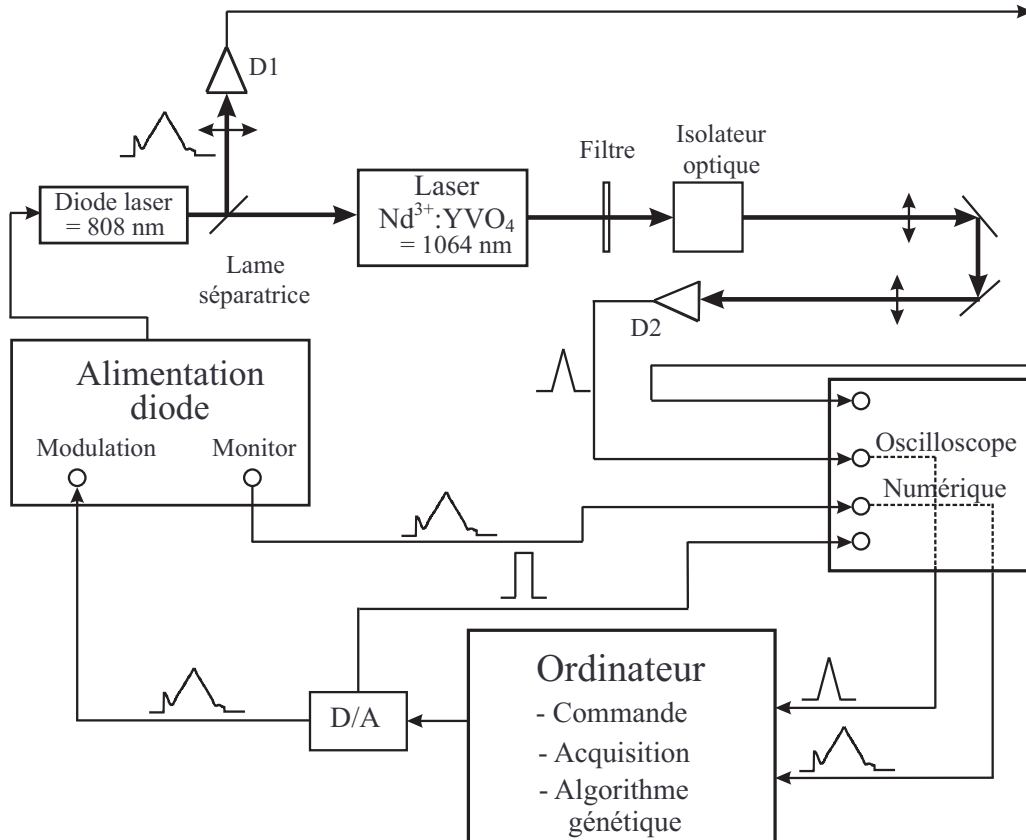 D1
Isolateur
optique
Filtre
Diode laser
= 808 nm
Laser
Nd³⁺:YVO₄
= 1064 nm
Lame
séparatrice
D2
Alimentation
diode
Modulation
Monitor
Oscilloscope
Numérique
D/A
Ordinateur
- Commande
- Acquisition
- Algorithme
génétique